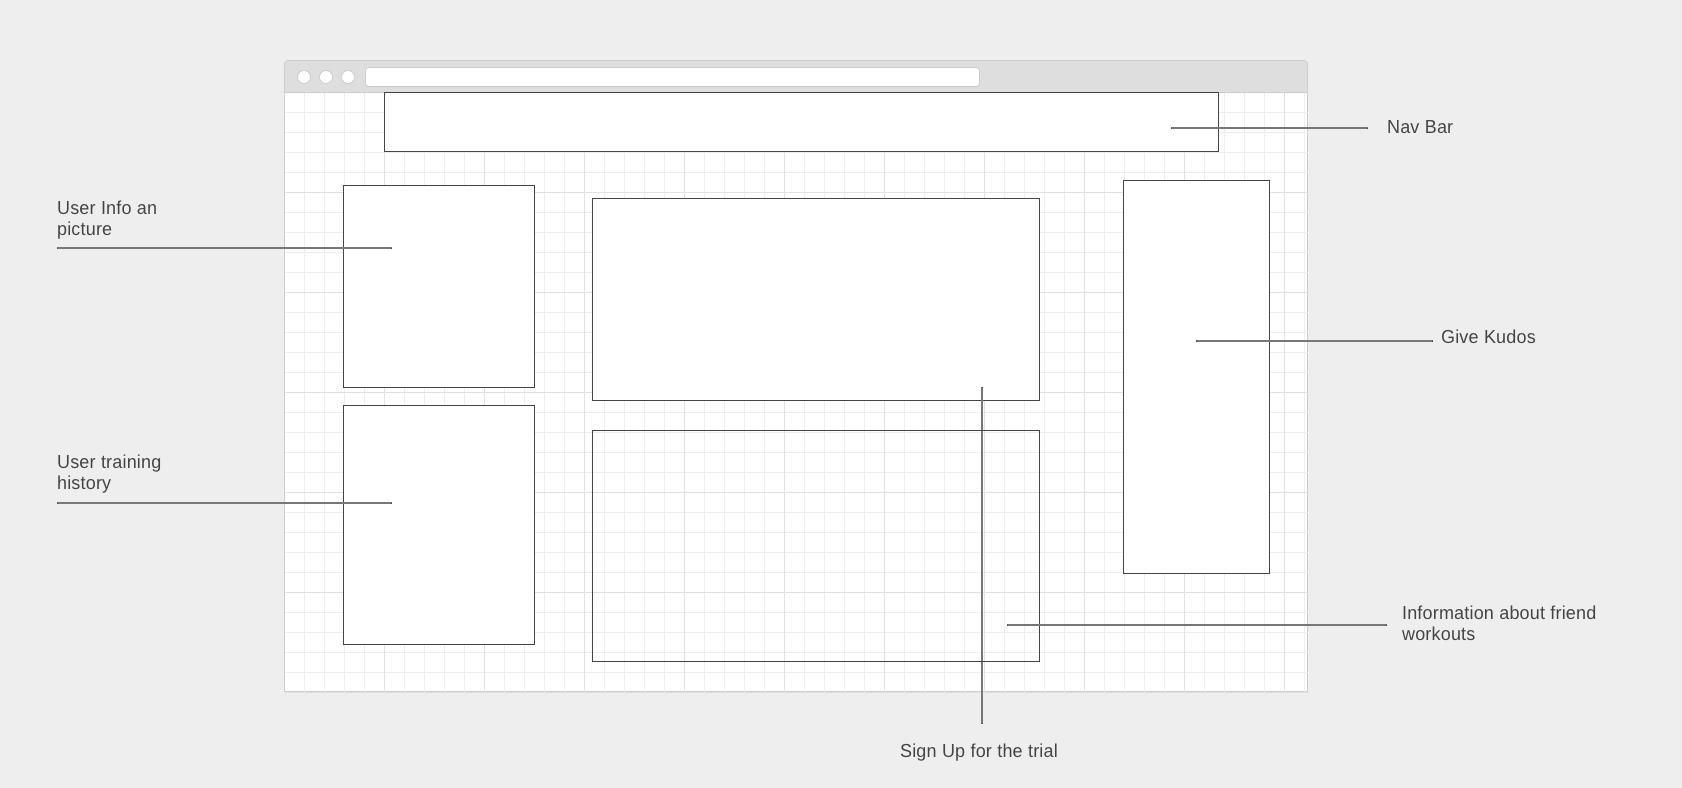 Nav Bar
User Info an
picture
Give Kudos
User training
history
Information about friend
workouts
Sign Up for the trial